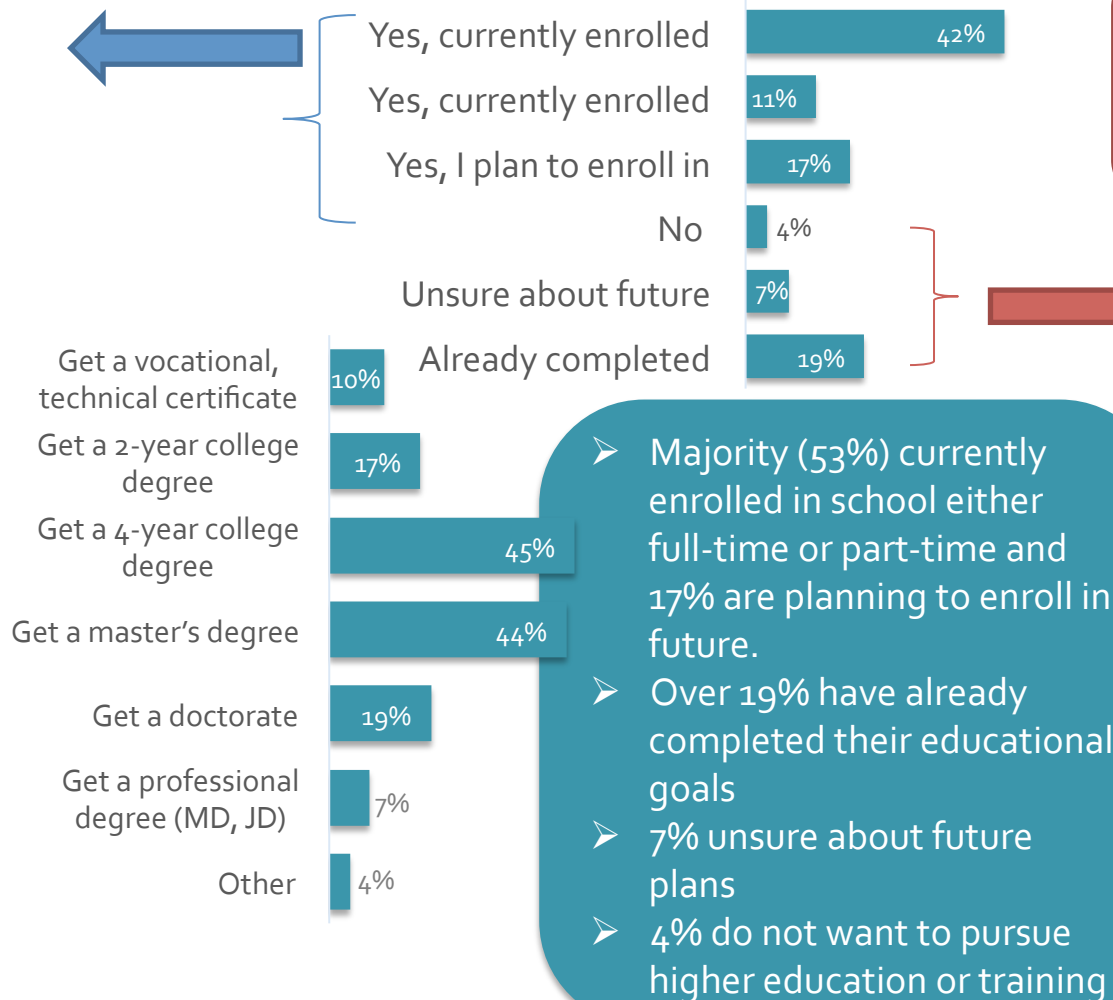 Yes, currently enrolled 42%
Yes, currently enrolled 11%
Yes, I plan to enroll in 17%
No 4%
Unsure about future 7%
Already completed 19%
Get a vocational,
technical certificate 10%
Get a 2-year college
degree 17%
Get a 4-year college
degree 45%
Get a master's degree 44%
Get a doctorate 19%
Get a professional
degree (MD, JD) 7%
Other 4%
➢ Majority (53%) currently
enrolled in school either
full-time or part-time and
17% are planning to enroll in
future.
➢ Over 19% have already
completed their educational
goals
➢ 7% unsure about future
plans
➢ 4% do not want to pursue
higher education or training